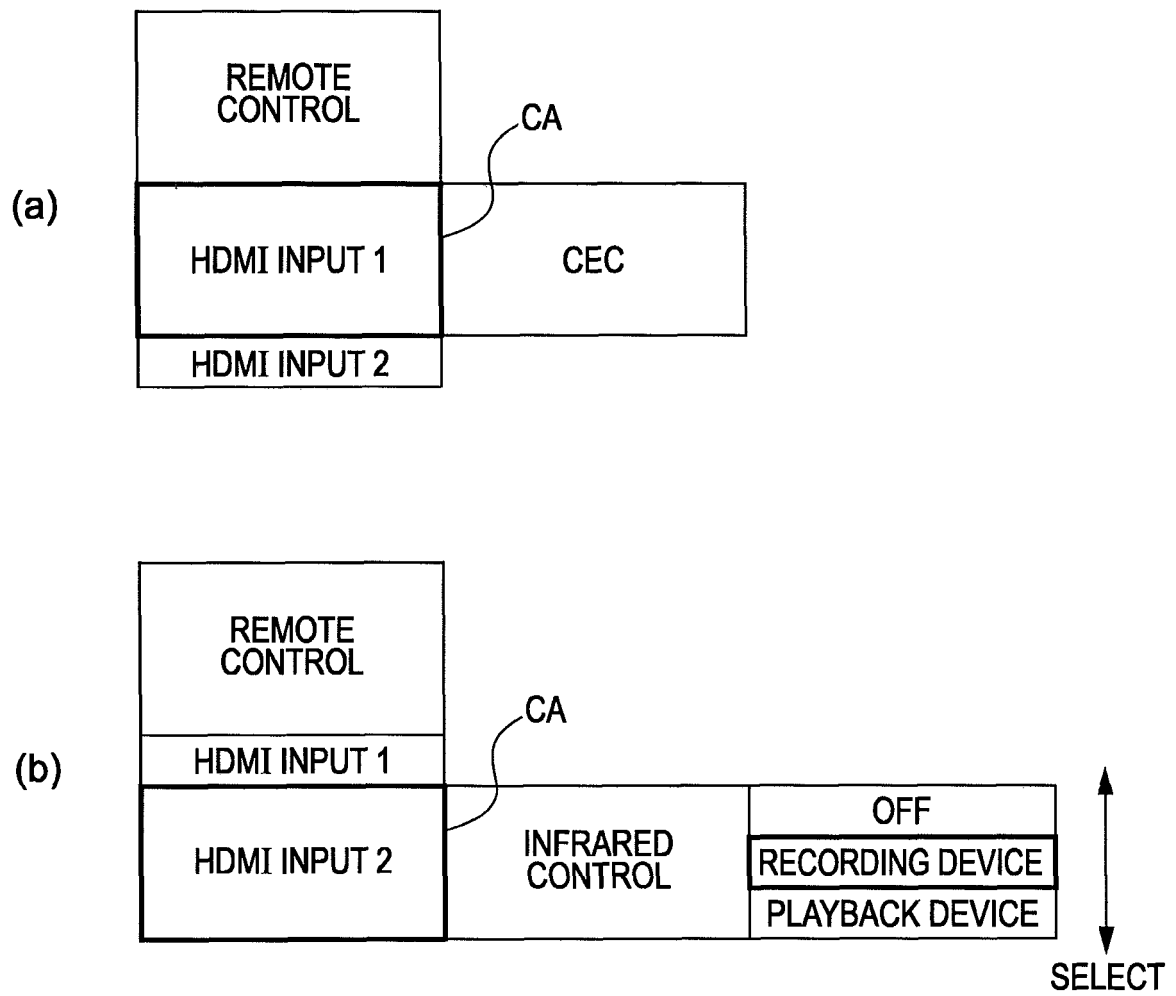 REMOTE
CONTROL
CA
(a)
HDMI INPUT 1
CEC
HDMI INPUT 2
REMOTE
CONTROL
CA
(b)
HDMI INPUT 1
HDMI INPUT 2
INFRARED
CONTROL
OFF
RECORDING DEVICE
PLAYBACK DEVICE
SELECT